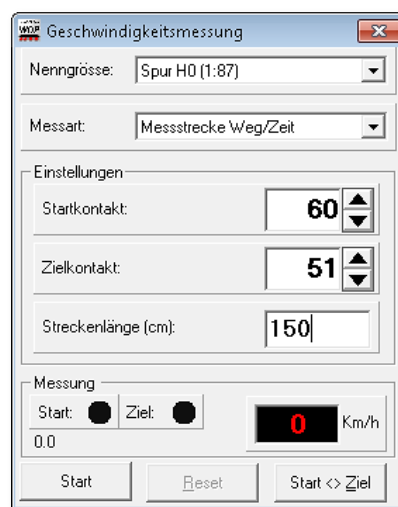 WDP Geschwindigkeitsmessung
Nenngrösse: Spur H0 (1:87)
Messart: Messstrecke Weg/Zeit
Einstellungen
Startkontakt: 60
Zielkontakt: 51
Streckenlänge (cm): 150
Messung
Start: Ziel:
0 Km/h
0.0
Start Reset Start <> Ziel